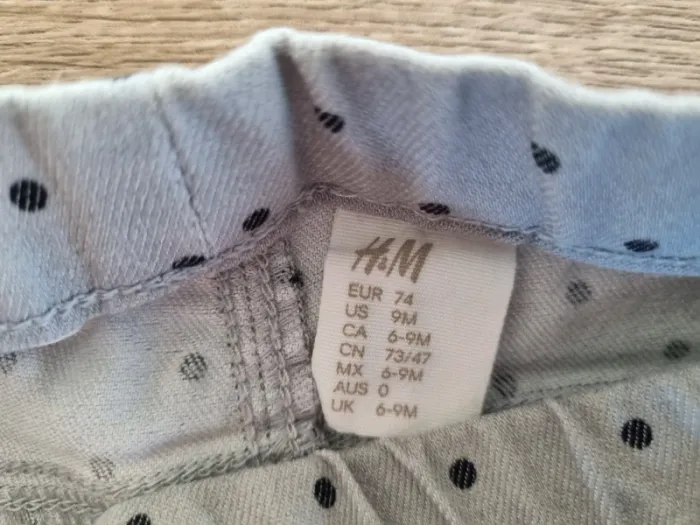 H&M
EUR 74
US 9M
CA 6-9M
CN 73/47
MX 6-9M
AUS 0
UK 6-9M